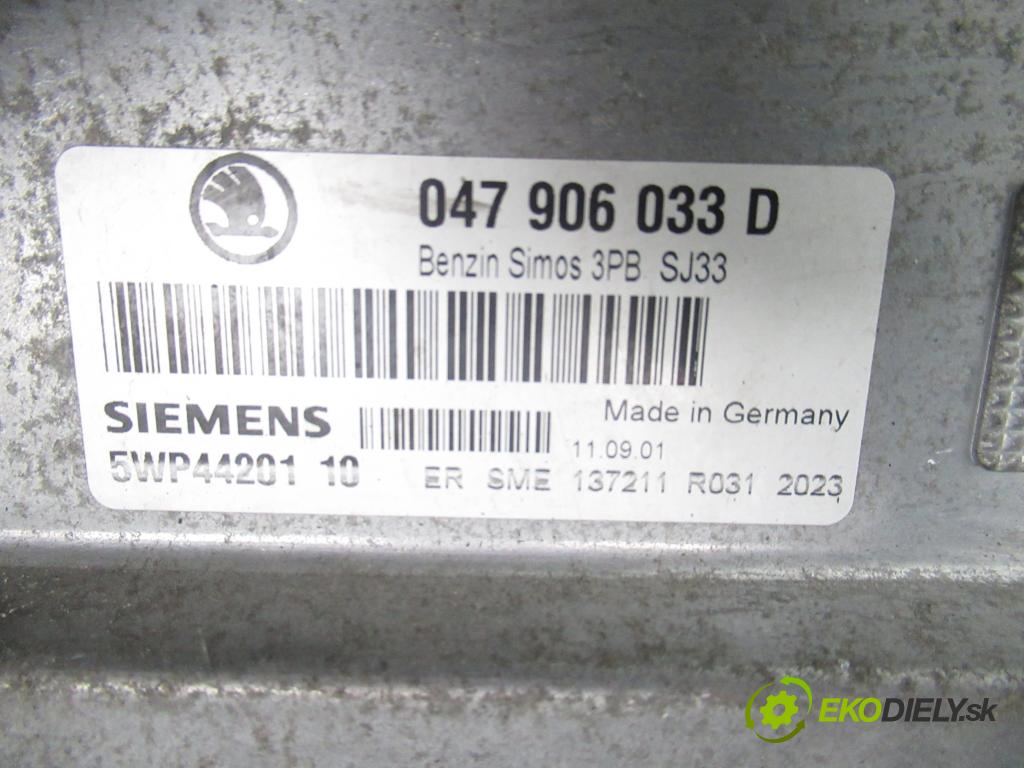 047 906 033 D
Benzin Simos 3PB SJ33
SIEMENS
Made in Germany
11.09.01
5WP44201 10
ER SME 137211 R031 2023
EKODIELY.sk